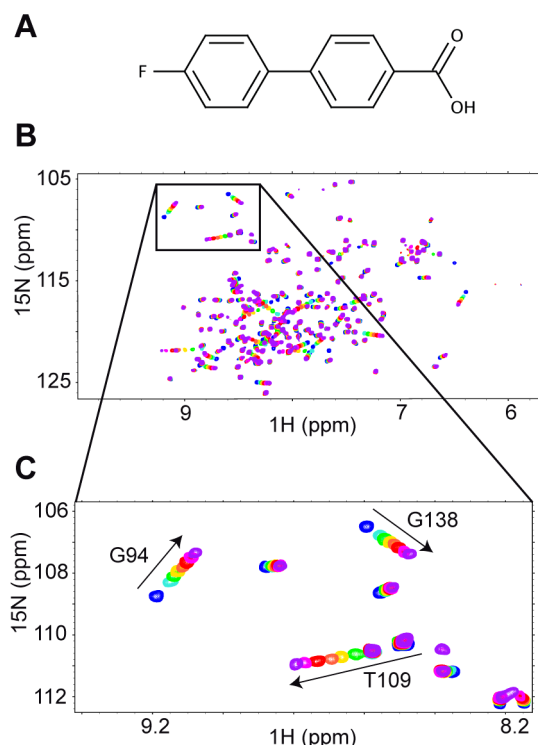 A
F
O
OH
B
105
115
125
15N (ppm)
9
7
6
1H (ppm)
C
106
108
110
112
15N (ppm)
G94
G138
T109
9.2
8.2
1H (ppm)